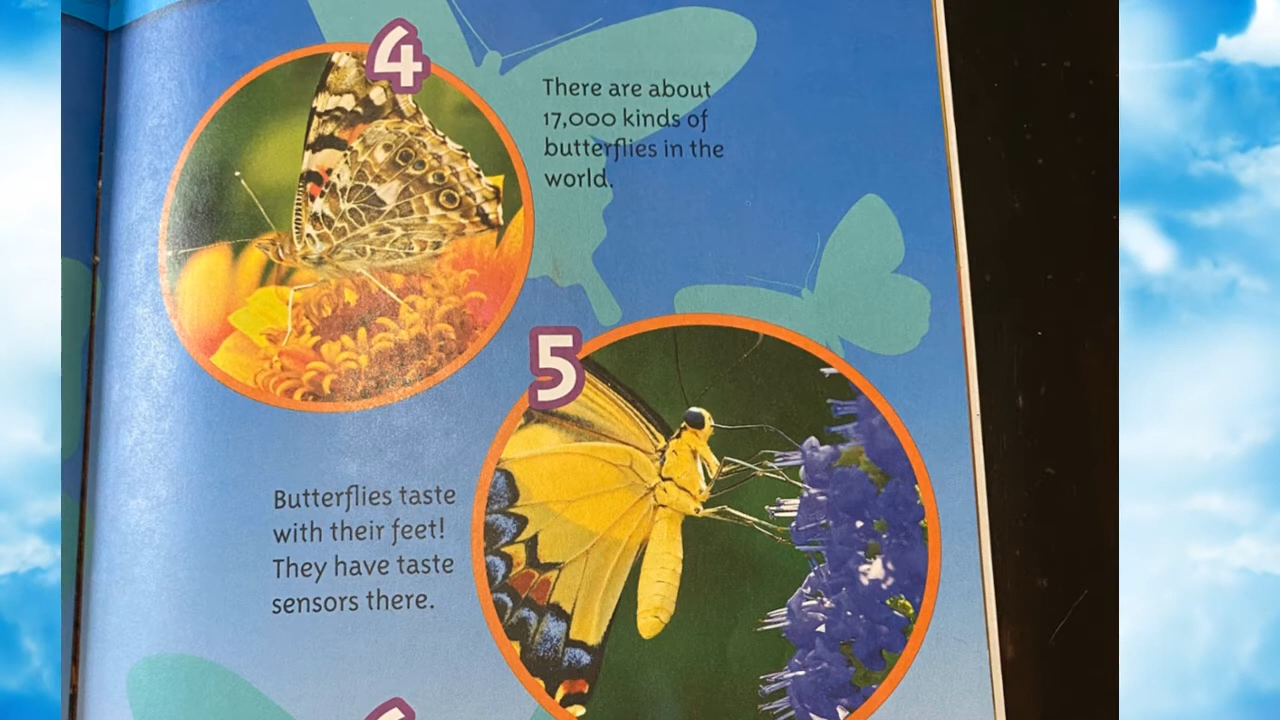 4
There are about
17,000 kinds of
butterflies in the
world.
5
Butterflies taste
with their feet!
They have taste
sensors there.